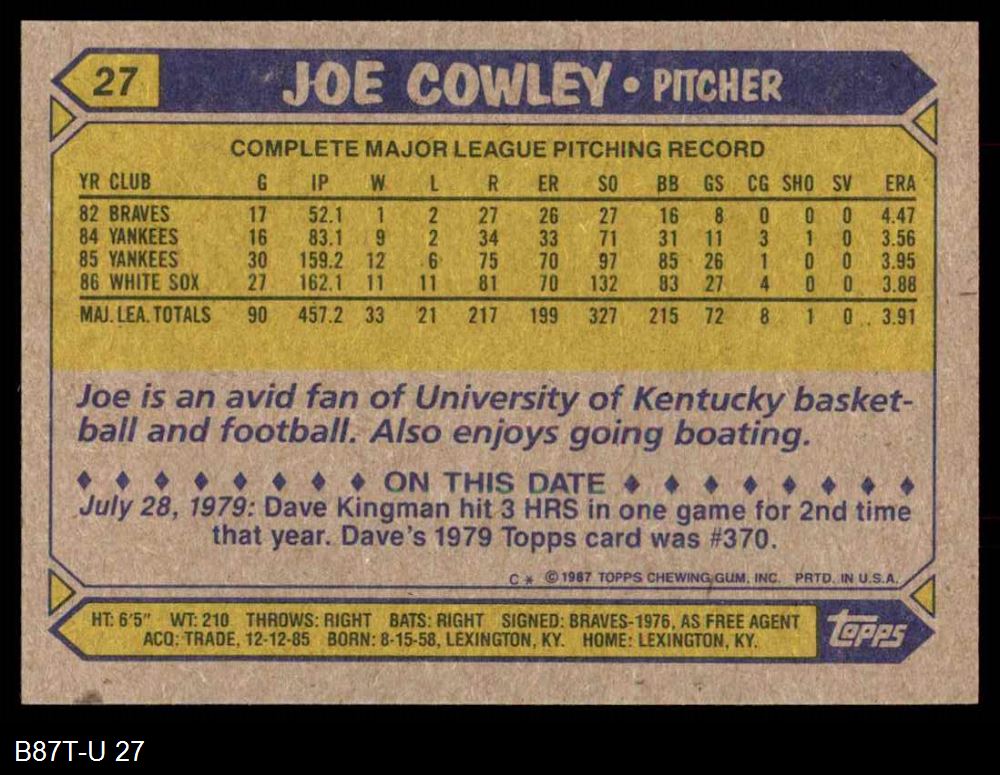 27 JOE COWLEY • PITCHER
COMPLETE MAJOR LEAGUE PITCHING RECORD
YR CLUB G IP W L R ER SO BB GS CG SHO SV ERA
82 BRAVES 17 52.1 1 2 27 26 27 16 8 0 0 0 4.47
84 YANKEES 16 83.1 9 2 34 33 71 31 11 3 1 0 3.56
85 YANKEES 30 159.2 12 6 75 70 97 85 26 1 0 0 3.95
86 WHITE SOX 27 162.1 11 11 81 70 132 83 27 4 0 0 3.88
MAJ. LEA. TOTALS 90 457.2 33 21 217 199 327 215 72 8 1 0 3.91
Joe is an avid fan of University of Kentucky basket-
ball and football. Also enjoys going boating.
ON THIS DATE
July 28, 1979: Dave Kingman hit 3 HRS in one game for 2nd time
that year. Dave's 1979 Topps card was #370.
C * © 1987 TOPPS CHEWING GUM, INC. PRTD. IN U.S.A.
HT: 6'5" WT: 210 THROWS: RIGHT BATS: RIGHT SIGNED: BRAVES-1976, AS FREE AGENT
ACQ: TRADE, 12-12-85 BORN: 8-15-58, LEXINGTON, KY. HOME: LEXINGTON, KY.
topps
B87T-U 27